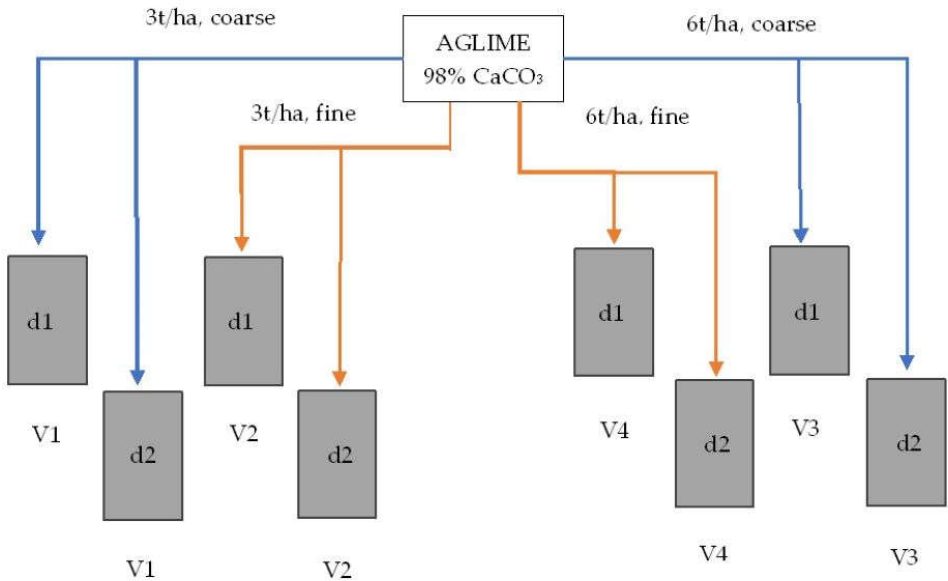 3t/ha, coarse
AGLIME
98% CaCO₃
6t/ha, coarse
3t/ha, fine
6t/ha, fine
d1
d1
d1
d1
V1
V2
V4
V3
d2
d2
d2
d2
V1
V2
V4
V3